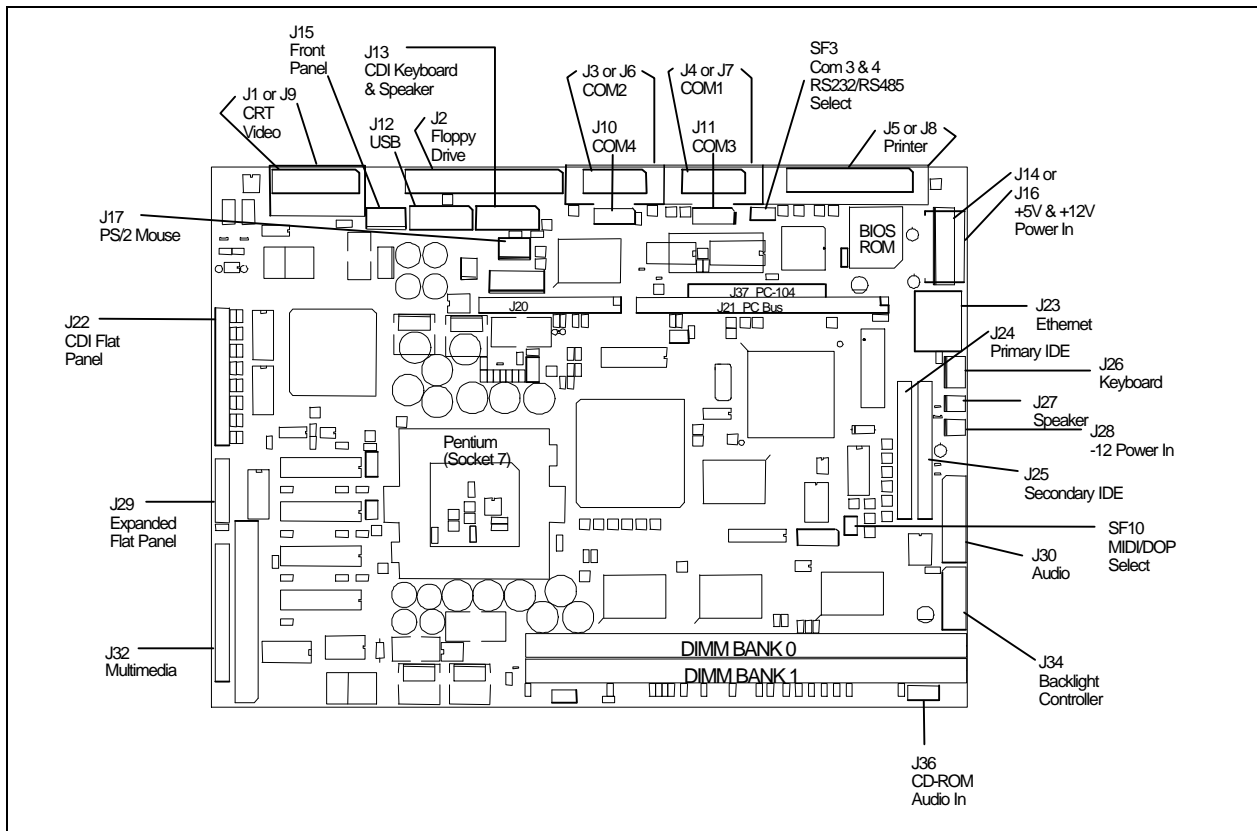 J15
Front
Panel
J13
CDI Keyboard
& Speaker
SF3
Com 3 & 4
RS232/RS485
Select
J1 or J9
CRT
Video
J12
USB
J2
Floppy
Drive
J3 or J6
COM2
J10
COM4
J4 or J7
COM1
J11
COM3
J5 or J8
Printer
J14 or
J16
+5V & +12V
Power In
J17
PS/2 Mouse
BIOS
ROM
J37 PC-104
J20
J21 PC Bus
J22
CDI Flat
Panel
J23
Ethernet
J24
Primary IDE
J26
Keyboard
J27
Speaker
J28
-12 Power In
Pentium
(Socket 7)
J25
Secondary IDE
J29
Expanded
Flat Panel
SF10
MIDI/DOP
Select
J30
Audio
J32
Multimedia
DIMM BANK 0
DIMM BANK 1
J34
Backlight
Controller
J36
CD-ROM
Audio In